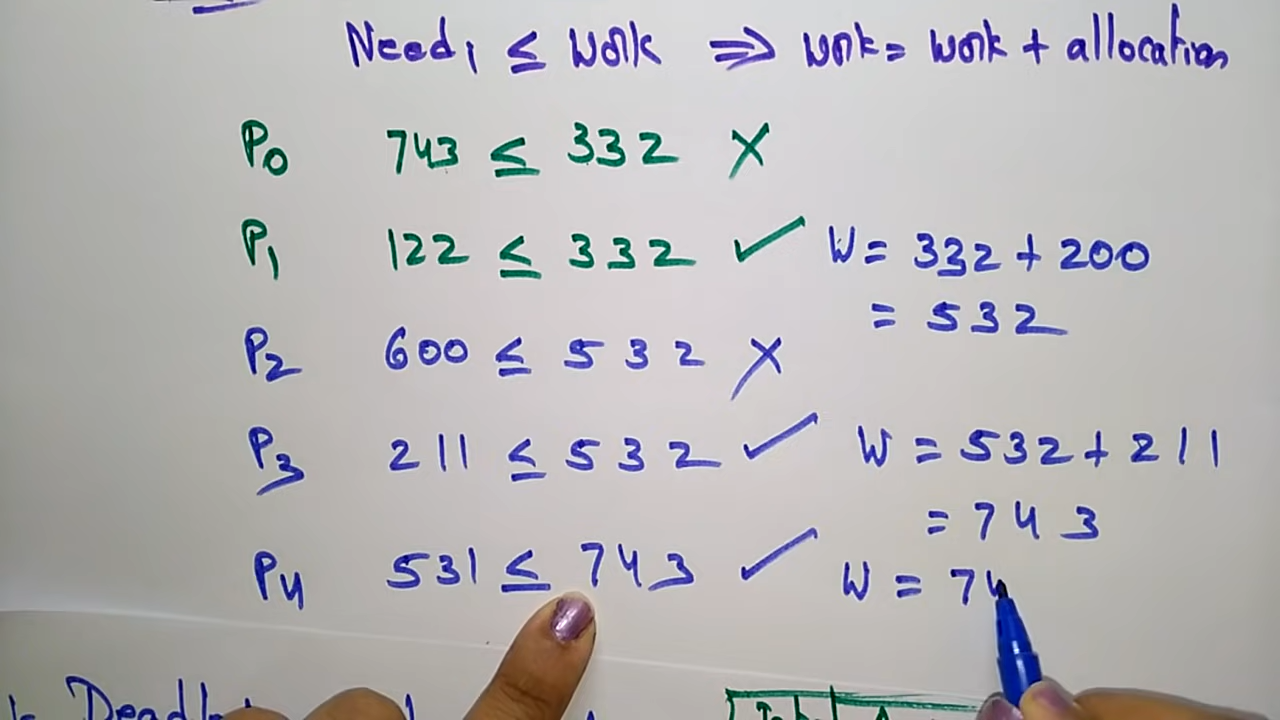 Need i ≤ work ⇒ work = work + allocation
P0 743 ≤ 332 X
P1 122 ≤ 332 ✓ W = 332 + 200
= 532
P2 600 ≤ 532 X
P3 211 ≤ 532 ✓ W = 532 + 211
= 743
P4 531 ≤ 743 ✓ W = 74